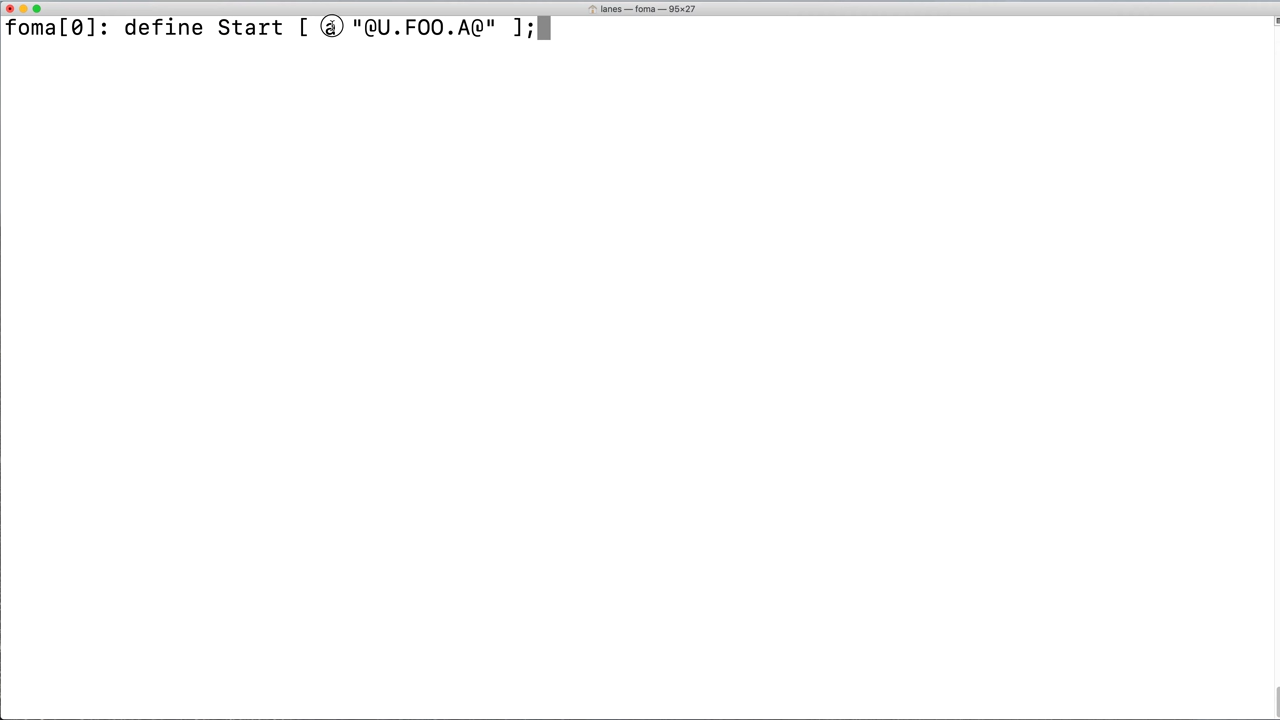 lanes — foma — 95×27
foma[0]: define Start [ a "@U.FOO.A@" ];